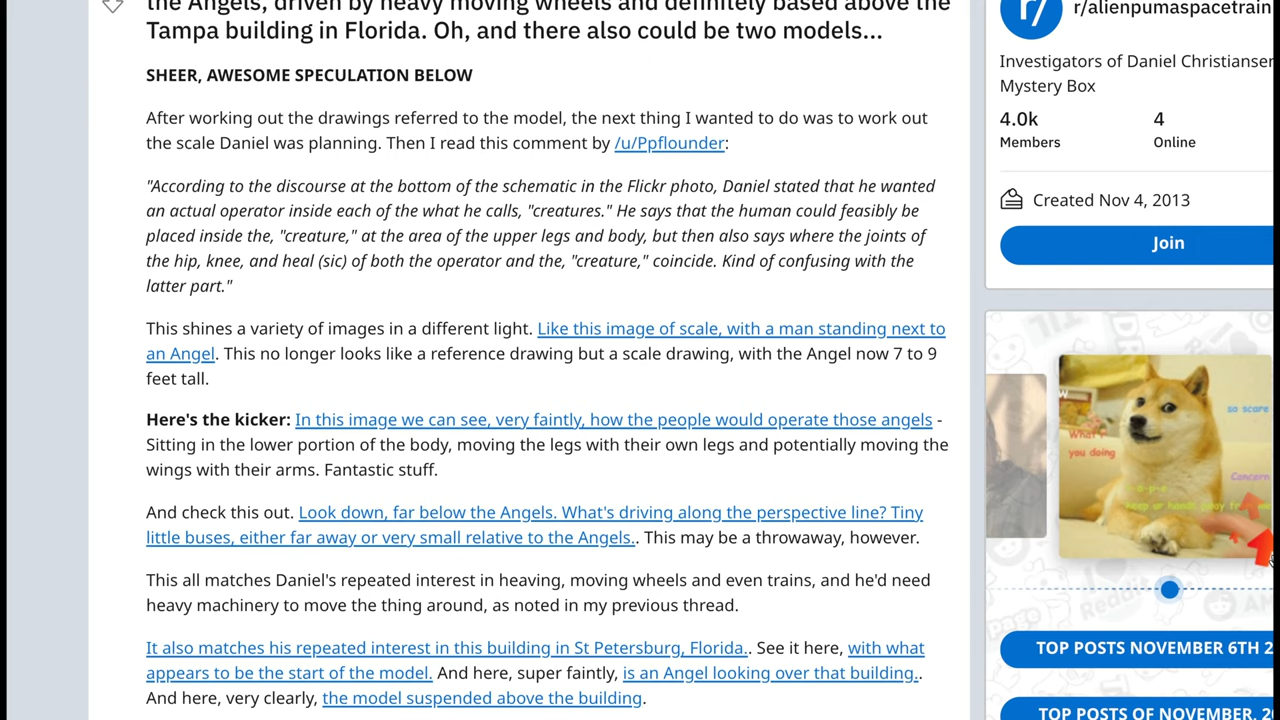 the Angels, driven by heavy moving wheels and definitely based above the
Tampa building in Florida. Oh, and there also could be two models...
SHEER, AWESOME SPECULATION BELOW
After working out the drawings referred to the model, the next thing I wanted to do was to work out
the scale Daniel was planning. Then I read this comment by /u/Ppflounder:
"According to the discourse at the bottom of the schematic in the Flickr photo, Daniel stated that he wanted
an actual operator inside each of the what he calls, "creatures." He says that the human could feasibly be
placed inside the, "creature," at the area of the upper legs and body, but then also says where the joints of
the hip, knee, and heal (sic) of both the operator and the, "creature," coincide. Kind of confusing with the
latter part."
This shines a variety of images in a different light. Like this image of scale, with a man standing next to
an Angel. This no longer looks like a reference drawing but a scale drawing, with the Angel now 7 to 9
feet tall.
Here's the kicker: In this image we can see, very faintly, how the people would operate those angels -
Sitting in the lower portion of the body, moving the legs with their own legs and potentially moving the
wings with their arms. Fantastic stuff.
And check this out. Look down, far below the Angels. What's driving along the perspective line? Tiny
little buses, either far away or very small relative to the Angels.. This may be a throwaway, however.
This all matches Daniel's repeated interest in heaving, moving wheels and even trains, and he'd need
heavy machinery to move the thing around, as noted in my previous thread.
It also matches his repeated interest in this building in St Petersburg, Florida.. See it here, with what
appears to be the start of the model. And here, super faintly, is an Angel looking over that building..
And here, very clearly, the model suspended above the building.
r/
r/alienpumaspacetrain
Investigators of Daniel Christiansen
Mystery Box
4.0k
4
Members
Online
Created Nov 4, 2013
Join
so scare
What r
you doing
Concern
TOP POSTS NOVEMBER 6TH 2
TOP POSTS OF NOVEMBER, 20